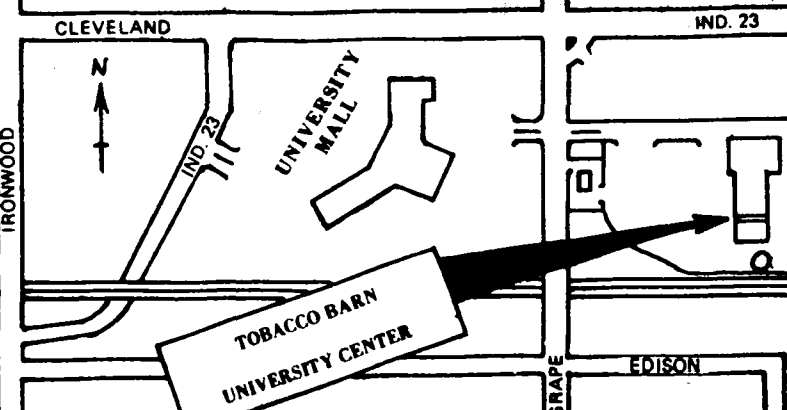 CLEVELAND
IND. 23
N
UNIVERSITY
MALL
IND. 23
IRONWOOD
TOBACCO BARN
UNIVERSITY CENTER
GRAPE
EDISON